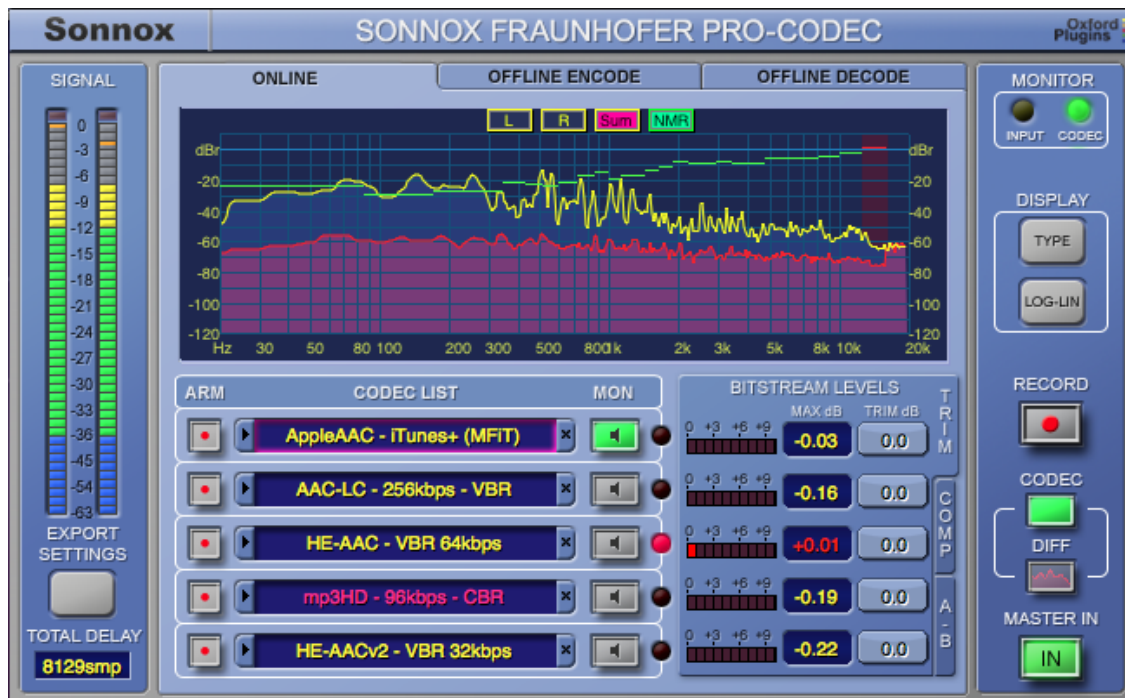 Sonnox
SONNOX FRAUNHOFER PRO-CODEC
Oxford
Plugins
SIGNAL
0
-3
-6
-9
-12
-15
-18
-21
-24
-27
-30
-33
-36
-45
-54
-63
EXPORT
SETTINGS
TOTAL DELAY
8129smp
ONLINE
OFFLINE ENCODE
OFFLINE DECODE
L R Sum NMR
dBr dBr
-20 -20
-40 -40
-60 -60
-80 -80
-100 -100
-120 -120
Hz 30 50 80 100 200 300 500 800 1k 2k 3k 5k 8k 10k 20k
ARM CODEC LIST MON
AppleAAC - iTunes+ (MFiT) x
AAC-LC - 256kbps - VBR x
HE-AAC - VBR 64kbps x
mp3HD - 96kbps - CBR x
HE-AACv2 - VBR 32kbps x
BITSTREAM LEVELS
MAX dB TRIM dB
0 +3 +6 +9 -0.03 0.0
0 +3 +6 +9 -0.16 0.0
0 +3 +6 +9 +0.01 0.0
0 +3 +6 +9 -0.19 0.0
0 +3 +6 +9 -0.22 0.0
TRIM
COMP
A-B
MONITOR
INPUT CODEC
DISPLAY
TYPE
LOG-LIN
RECORD
CODEC
DIFF
MASTER IN
IN